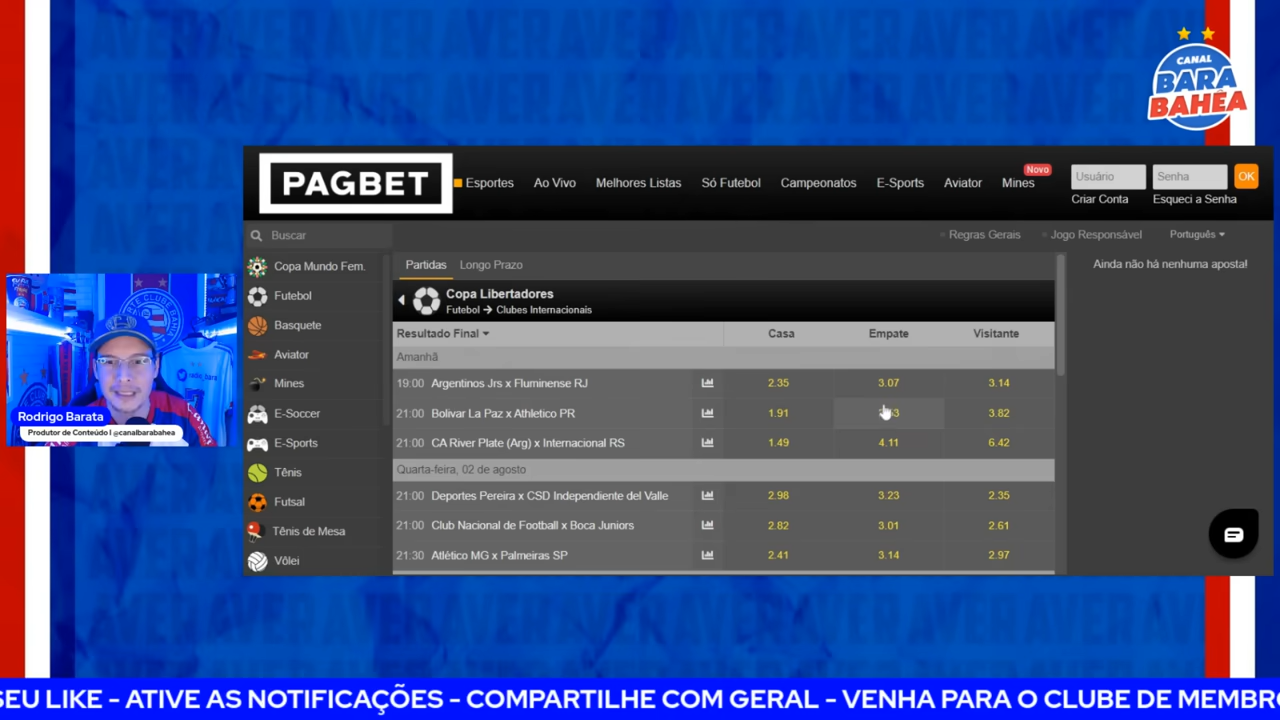 CANAL
BARA
BAHÊA
PAGBET
Esportes
Ao Vivo
Melhores Listas
Só Futebol
Campeonatos
E-Sports
Aviator
Mines
Novo
Usuário
Senha
OK
Criar Conta
Esqueci a Senha
Buscar
Regras Gerais
Jogo Responsável
Português
Copa Mundo Fem.
Futebol
Basquete
Aviator
Mines
E-Soccer
E-Sports
Tênis
Futsal
Tênis de Mesa
Vôlei
Partidas
Longo Prazo
Copa Libertadores
Futebol → Clubes Internacionais
Resultado Final Casa Empate Visitante
Amanhã
19:00 Argentinos Jrs x Fluminense RJ 2.35 3.07 3.14
21:00 Bolivar La Paz x Athletico PR 1.91 3.82
21:00 CA River Plate (Arg) x Internacional RS 1.49 4.11 6.42
Quarta-feira, 02 de agosto
21:00 Deportes Pereira x CSD Independiente del Valle 2.98 3.23 2.35
21:00 Club Nacional de Football x Boca Juniors 2.82 3.01 2.61
21:30 Atlético MG x Palmeiras SP 2.41 3.14 2.97
Ainda não há nenhuma aposta!
Rodrigo Barata
Produtor de Conteúdo | @canalbarabahea
SEU LIKE - ATIVE AS NOTIFICAÇÕES - COMPARTILHE COM GERAL - VENHA PARA O CLUBE DE MEMBRO